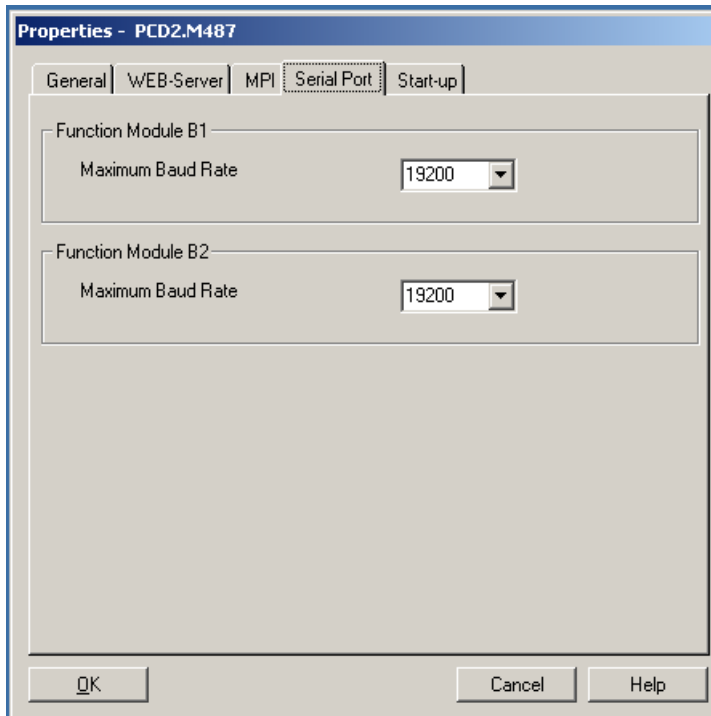 Properties - PCD2.M487
General WEB-Server MPI Serial Port Start-up
Function Module B1
Maximum Baud Rate 19200
Function Module B2
Maximum Baud Rate 19200
OK Cancel Help